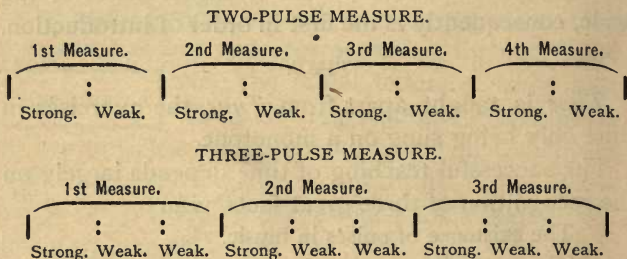 TWO-PULSE MEASURE.
1st Measure. 2nd Measure. 3rd Measure. 4th Measure.
| : | : | : | : |
Strong. Weak. Strong. Weak. Strong. Weak. Strong. Weak.
THREE-PULSE MEASURE.
1st Measure. 2nd Measure. 3rd Measure.
| : : | : : | : : |
Strong. Weak. Weak. Strong. Weak. Weak. Strong. Weak. Weak.